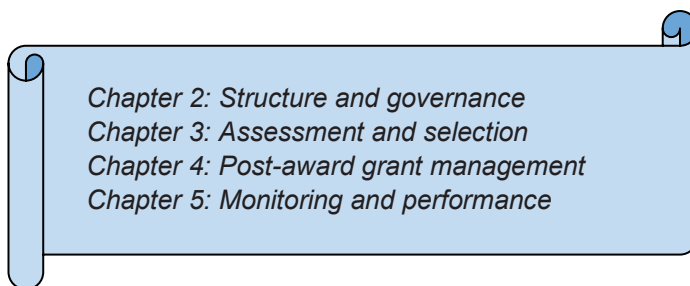 Chapter 2: Structure and governance
Chapter 3: Assessment and selection
Chapter 4: Post-award grant management
Chapter 5: Monitoring and performance